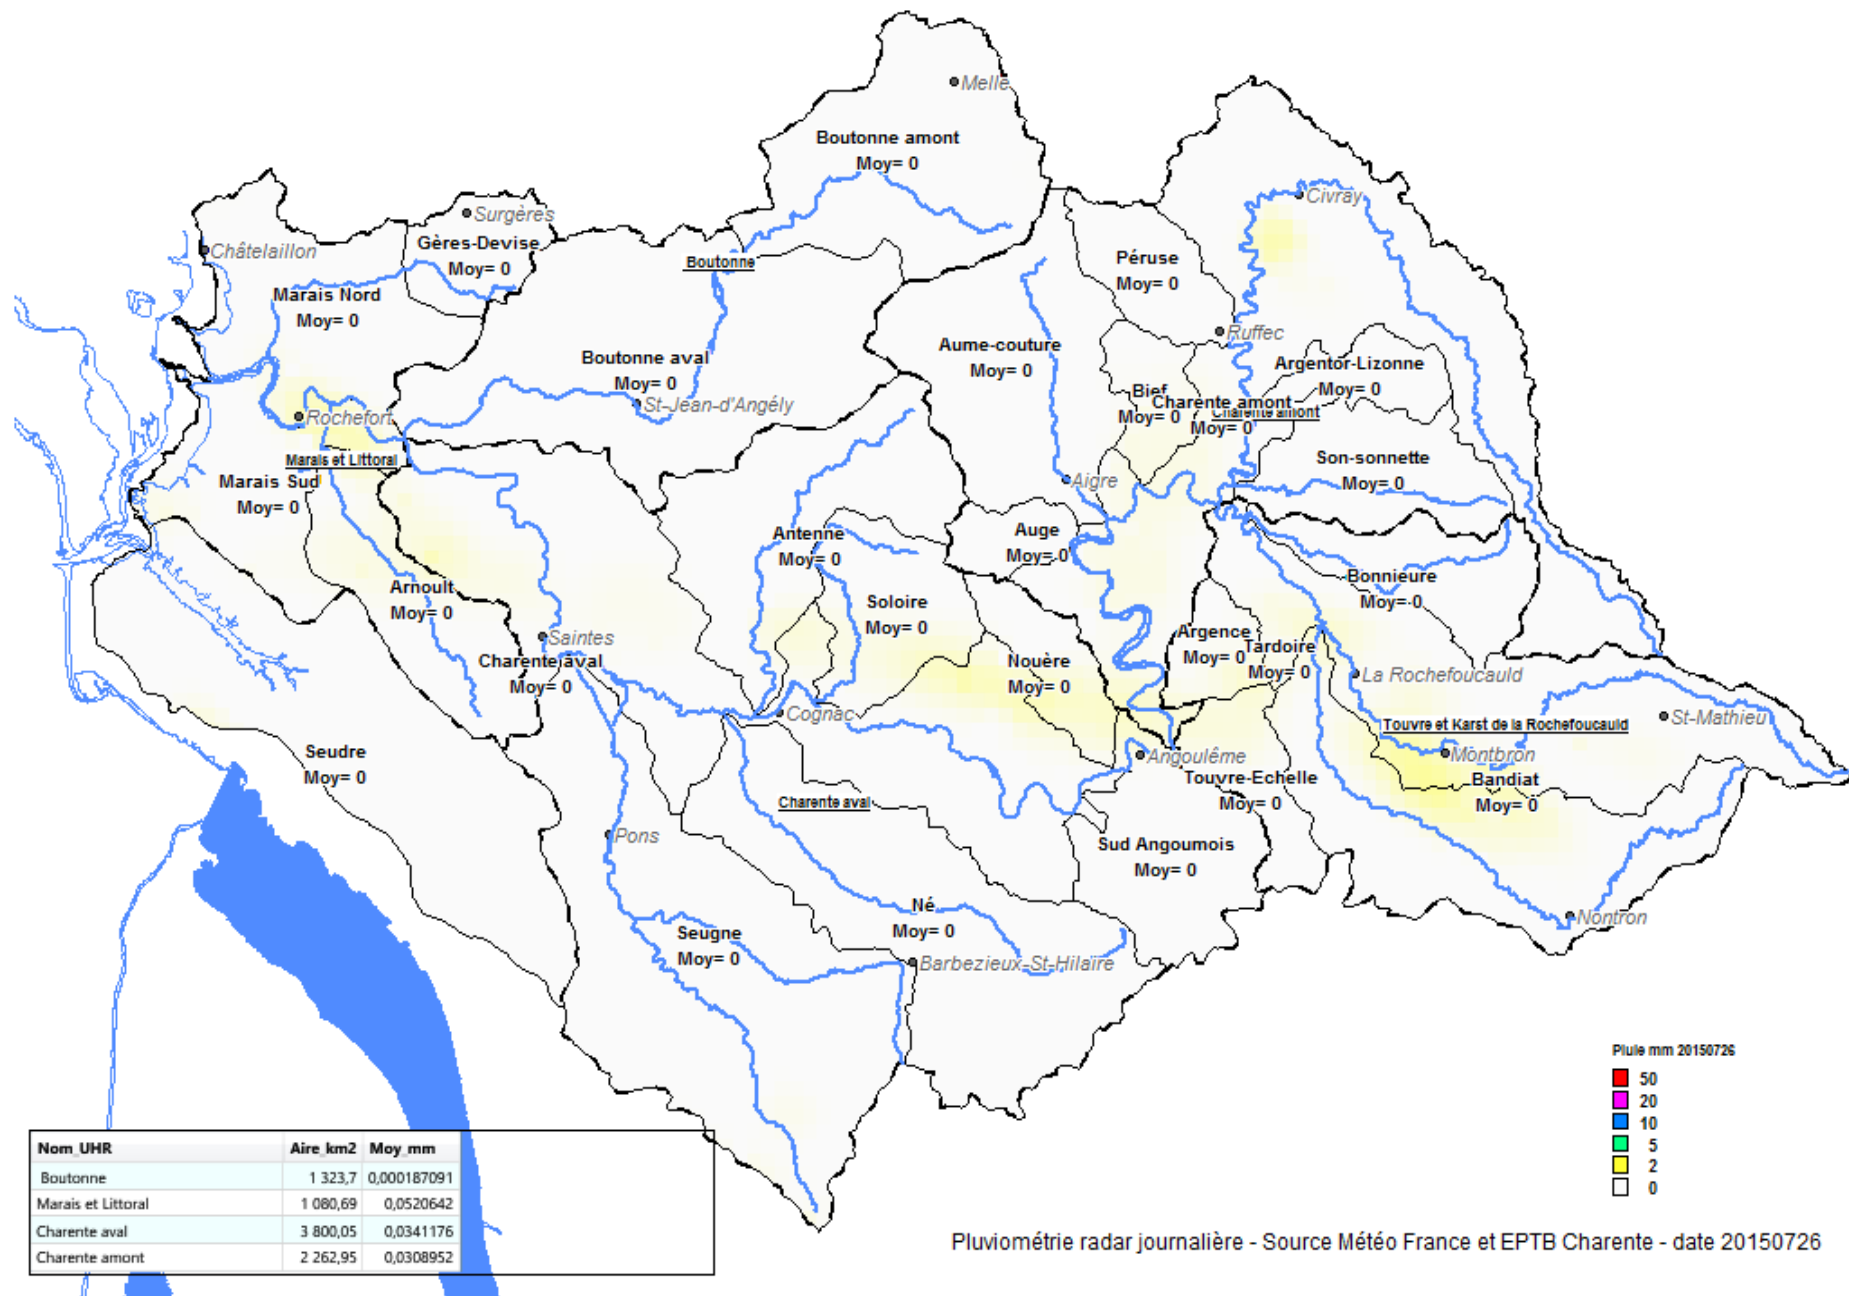 Melle
Boutonne amont
Moy= 0
Civray
Surgères
Gères-Devise
Moy= 0
Châtelaillon
Boutonne
Péruse
Moy= 0
Marais Nord
Moy= 0
Ruffec
Aume-couture
Moy= 0
Boutonne aval
Moy= 0
Argentor-Lizonne
Moy= 0
Bief
Moy= 0
Charente amont
Moy= 0
Charente amont
St-Jean-d'Angély
Rochefort
Marais et Littoral
Marais Sud
Moy= 0
Son-sonnette
Moy= 0
Aigre
Antenne
Moy= 0
Auge
Moy= 0
Bonnieure
Moy= 0
Arnoult
Moy= 0
Soloire
Moy= 0
Saintes
Argence
Moy= 0
Tardoire
Moy= 0
Charente aval
Moy= 0
Nouère
Moy= 0
La Rochefoucauld
Cognac
St-Mathieu
Touvre et Karst de la Rochefoucauld
Seudre
Moy= 0
Angoulême
Montbron
Touvre-Echelle
Moy= 0
Bandiat
Moy= 0
Charente aval
Pons
Sud Angoumois
Moy= 0
Né
Moy= 0
Nontron
Seugne
Moy= 0
Barbezieux-St-Hilaire
Pluie mm 20150726
50
20
10
5
2
0
Nom_UHR Aire_km2 Moy_mm
Boutonne 1 323,7 0,000187091
Marais et Littoral 1 080,69 0,0520642
Charente aval 3 800,05 0,0341176
Charente amont 2 262,95 0,0308952
Pluviométrie radar journalière - Source Météo France et EPTB Charente - date 20150726